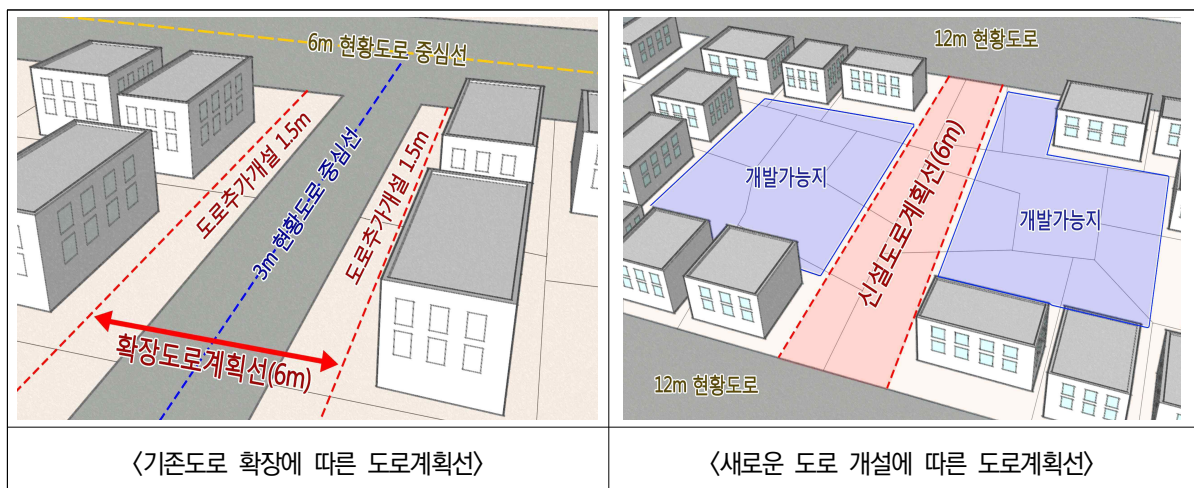 6m 현황도로 중심선
도로추가개설 1.5m
3m 현황도로 중심선
도로추가개설 1.5m
확장도로계획선(6m)
〈기존도로 확장에 따른 도로계획선〉
12m 현황도로
개발가능지
신설도로계획선(6m)
개발가능지
12m 현황도로
〈새로운 도로 개설에 따른 도로계획선〉